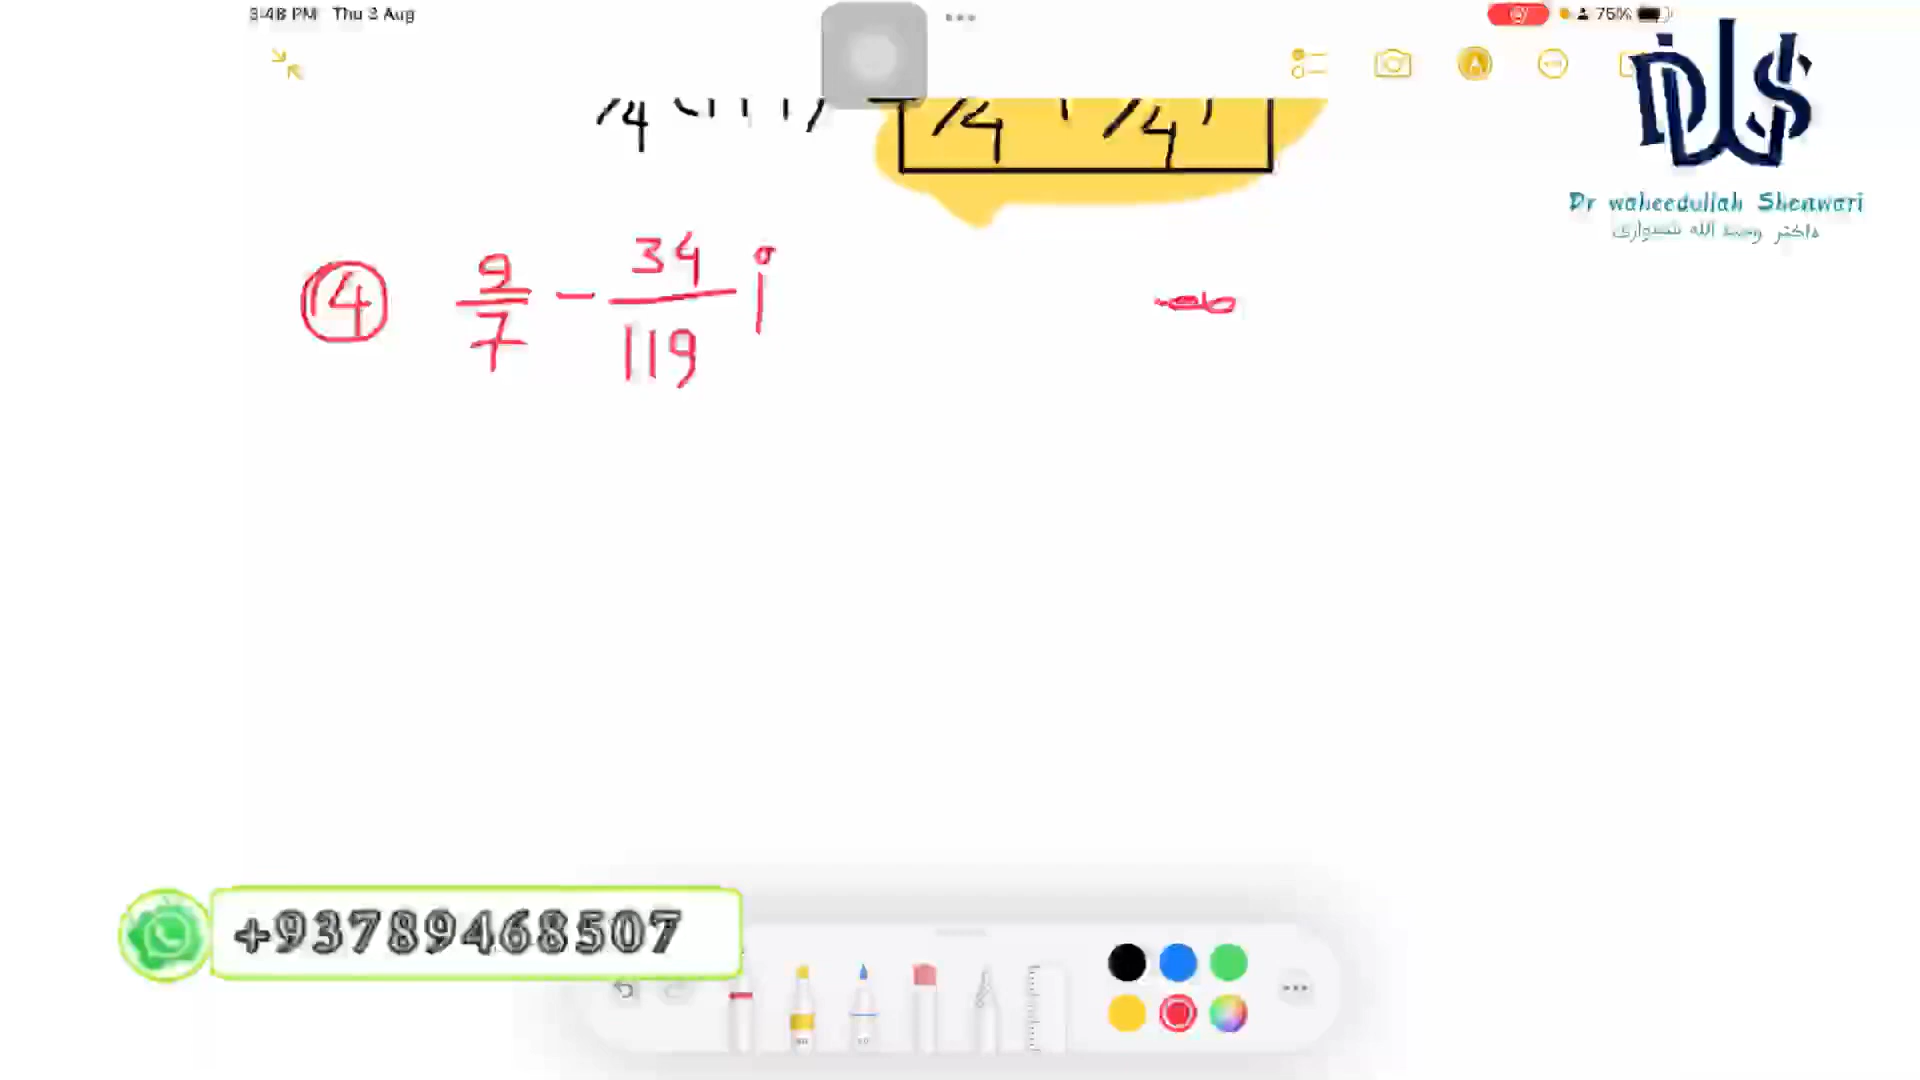 3:48 PM Thu 3 Aug
75%
Dr waheedullah Shenwari
داکتر وحید الله شینواری
④ 9/7 - 34/119 i
+93789468507